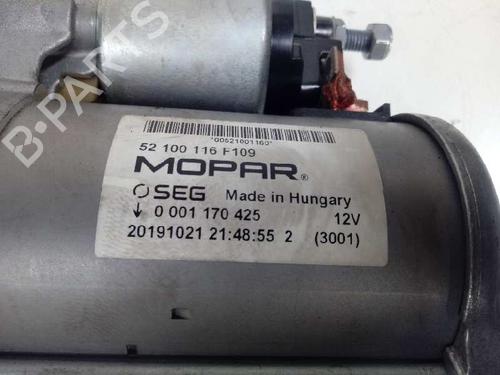 B-PARTS
*00521001160*
52 100 116 F109
MOPAR®
SEG Made in Hungary
↓ 0 001 170 425 12V
20191021 21:48:55 2 (3001)